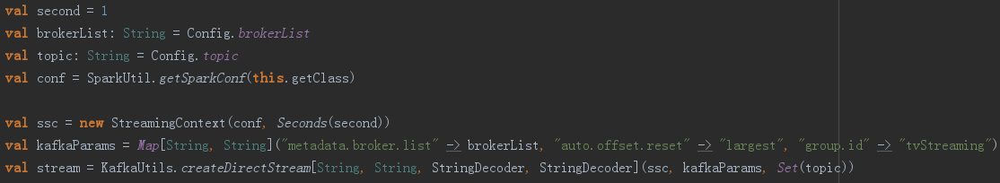 val second = 1
val brokerList: String = Config.brokerList
val topic: String = Config.topic
val conf = SparkUtil.getSparkConf(this.getClass)
val ssc = new StreamingContext(conf, Seconds(second))
val kafkaParams = Map[String, String]("metadata.broker.list" -> brokerList, "auto.offset.reset" -> "largest", "group.id" -> "tvStreaming")
val stream = KafkaUtils.createDirectStream[String, String, StringDecoder, StringDecoder](ssc, kafkaParams, Set(topic))